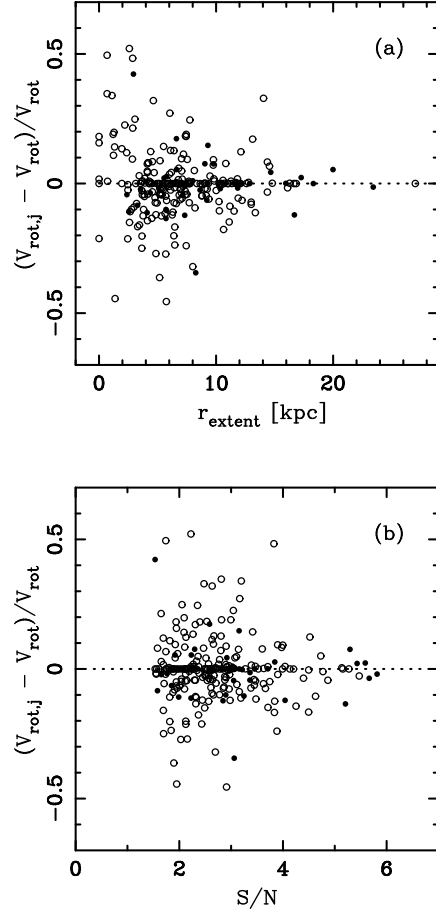 (a)
0.5
0
−0.5
(V_rot,j − V_rot)/V_rot
0 10 20
r_extent [kpc]
(b)
0.5
0
−0.5
(V_rot,j − V_rot)/V_rot
0 2 4 6
S/N